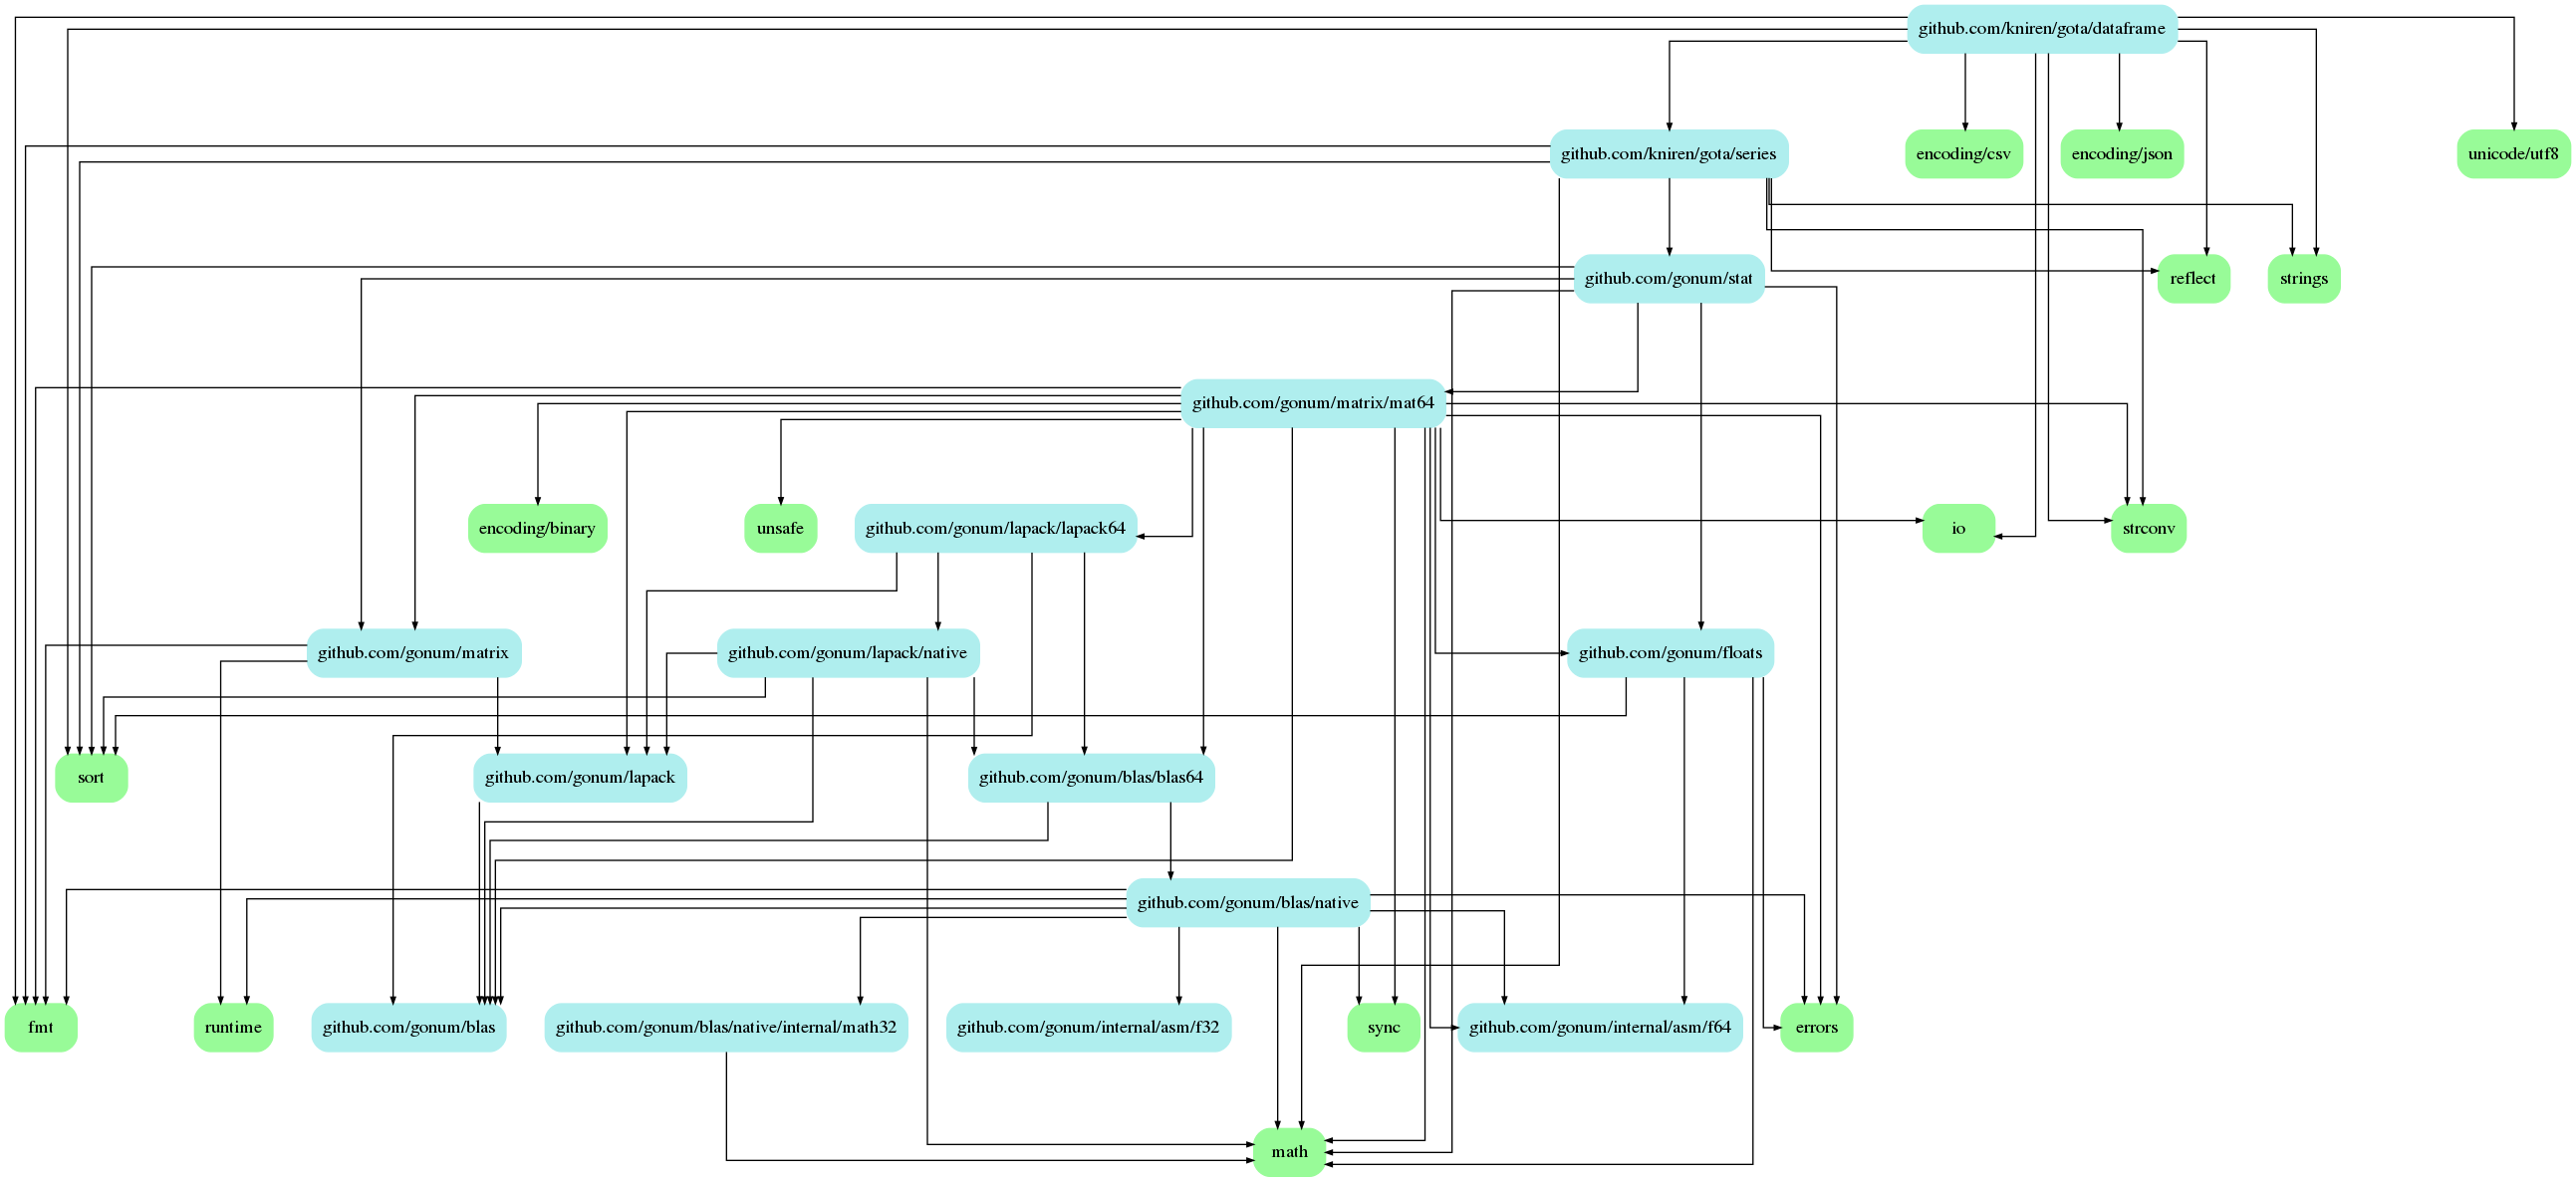 github.com/kniren/gota/dataframe
github.com/kniren/gota/series
encoding/csv
encoding/json
unicode/utf8
github.com/gonum/stat
reflect
strings
github.com/gonum/matrix/mat64
encoding/binary
unsafe
github.com/gonum/lapack/lapack64
io
strconv
github.com/gonum/matrix
github.com/gonum/lapack/native
github.com/gonum/floats
sort
github.com/gonum/lapack
github.com/gonum/blas/blas64
github.com/gonum/blas/native
fmt
runtime
github.com/gonum/blas
github.com/gonum/blas/native/internal/math32
github.com/gonum/internal/asm/f32
sync
github.com/gonum/internal/asm/f64
errors
math